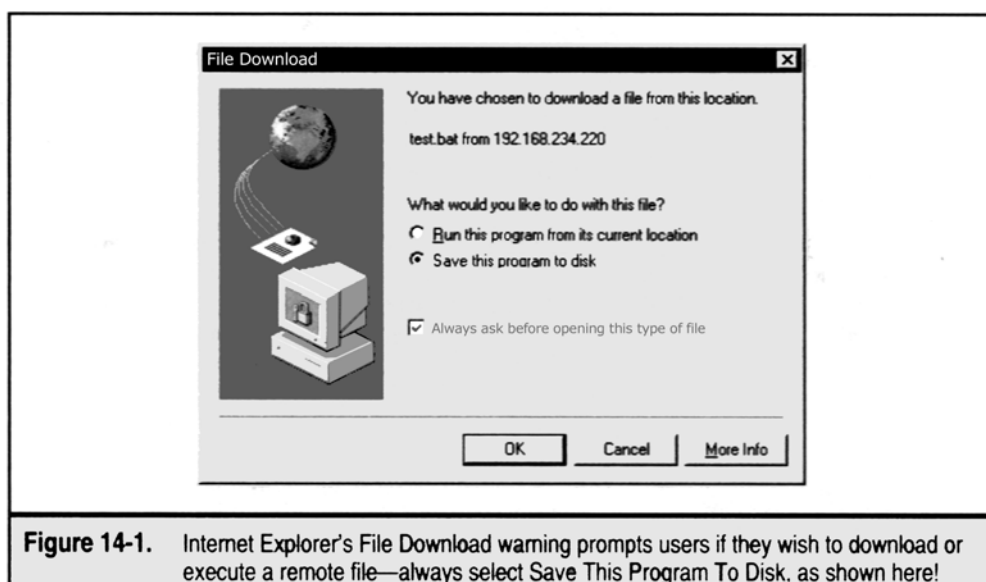 File Download
You have chosen to download a file from this location.
test.bat from 192.168.234.220
What would you like to do with this file?
Run this program from its current location
Save this program to disk
Always ask before opening this type of file
OK Cancel More Info
Figure 14-1. Internet Explorer's File Download warning prompts users if they wish to download or
execute a remote file—always select Save This Program To Disk, as shown here!